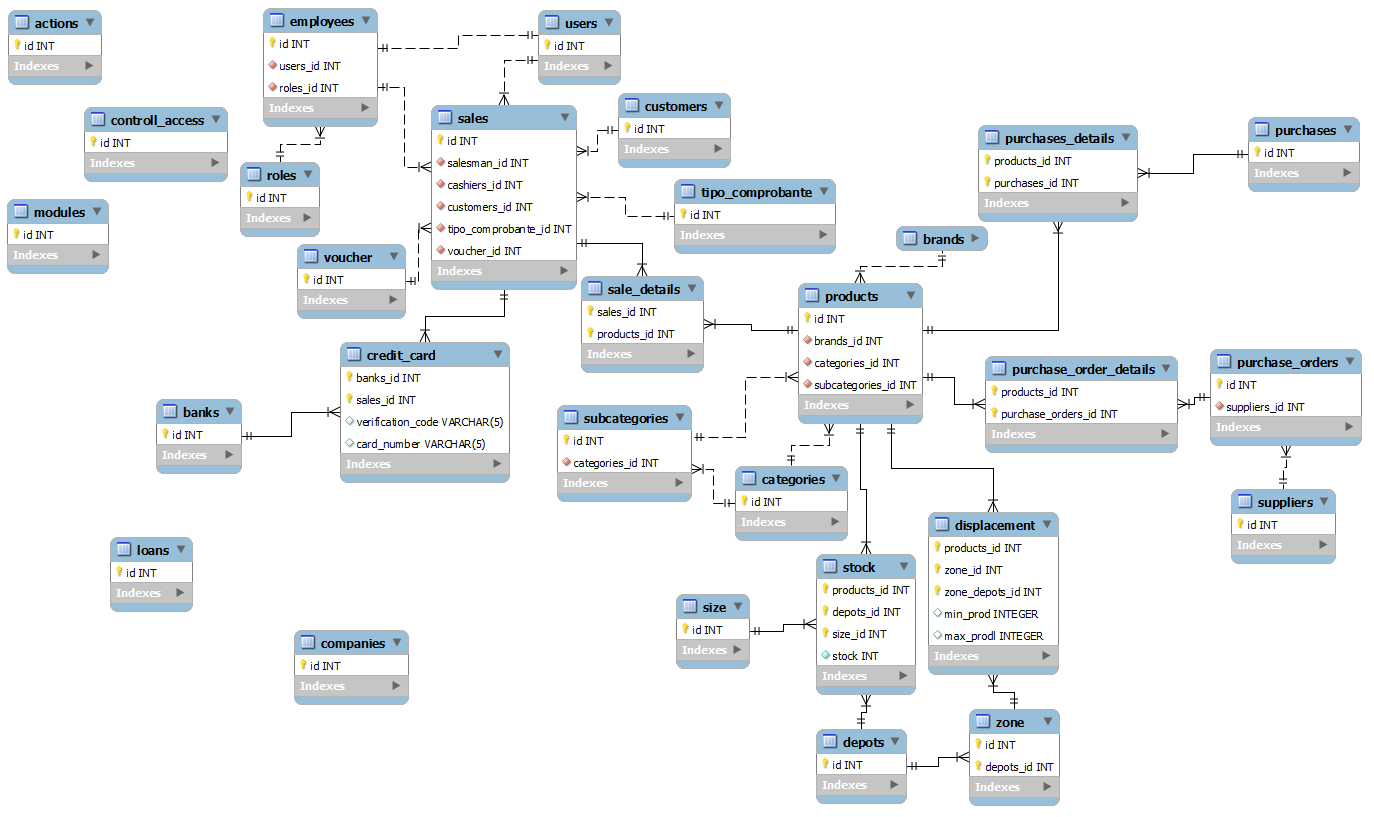 actions
id INT
Indexes
employees
id INT
users_id INT
roles_id INT
Indexes
users
id INT
Indexes
controll_access
id INT
Indexes
roles
id INT
Indexes
modules
id INT
Indexes
voucher
id INT
Indexes
sales
id INT
salesman_id INT
cashiers_id INT
customers_id INT
tipo_comprobante_id INT
voucher_id INT
Indexes
customers
id INT
Indexes
tipo_comprobante
id INT
Indexes
purchases_details
products_id INT
purchases_id INT
Indexes
purchases
id INT
Indexes
brands
sale_details
sales_id INT
products_id INT
Indexes
products
id INT
brands_id INT
categories_id INT
subcategories_id INT
Indexes
credit_card
banks_id INT
sales_id INT
verification_code VARCHAR(5)
card_number VARCHAR(5)
Indexes
banks
id INT
Indexes
purchase_order_details
products_id INT
purchase_orders_id INT
Indexes
purchase_orders
id INT
suppliers_id INT
Indexes
subcategories
id INT
categories_id INT
Indexes
categories
id INT
Indexes
suppliers
id INT
Indexes
displacement
products_id INT
zone_id INT
zone_depots_id INT
min_prod INTEGER
max_prodl INTEGER
Indexes
loans
id INT
Indexes
stock
products_id INT
depots_id INT
size_id INT
stock INT
Indexes
size
id INT
Indexes
companies
id INT
Indexes
depots
id INT
Indexes
zone
id INT
depots_id INT
Indexes